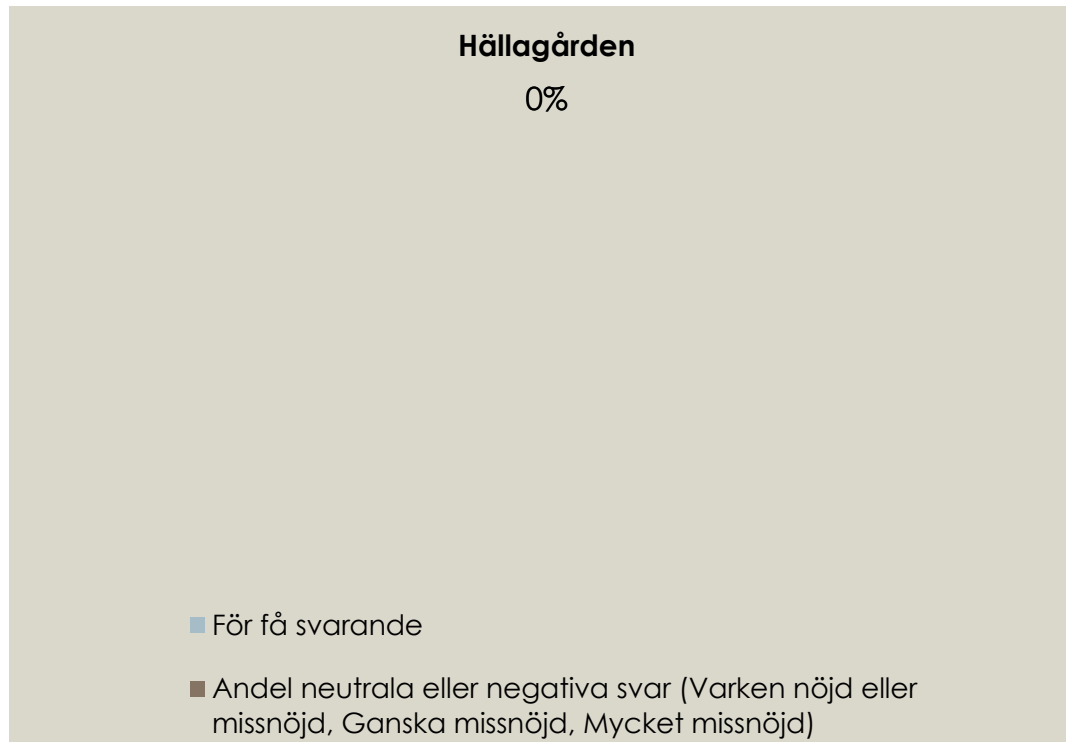 Hällagården
0%
För få svarande
Andel neutrala eller negativa svar (Varken nöjd eller
missnöjd, Ganska missnöjd, Mycket missnöjd)